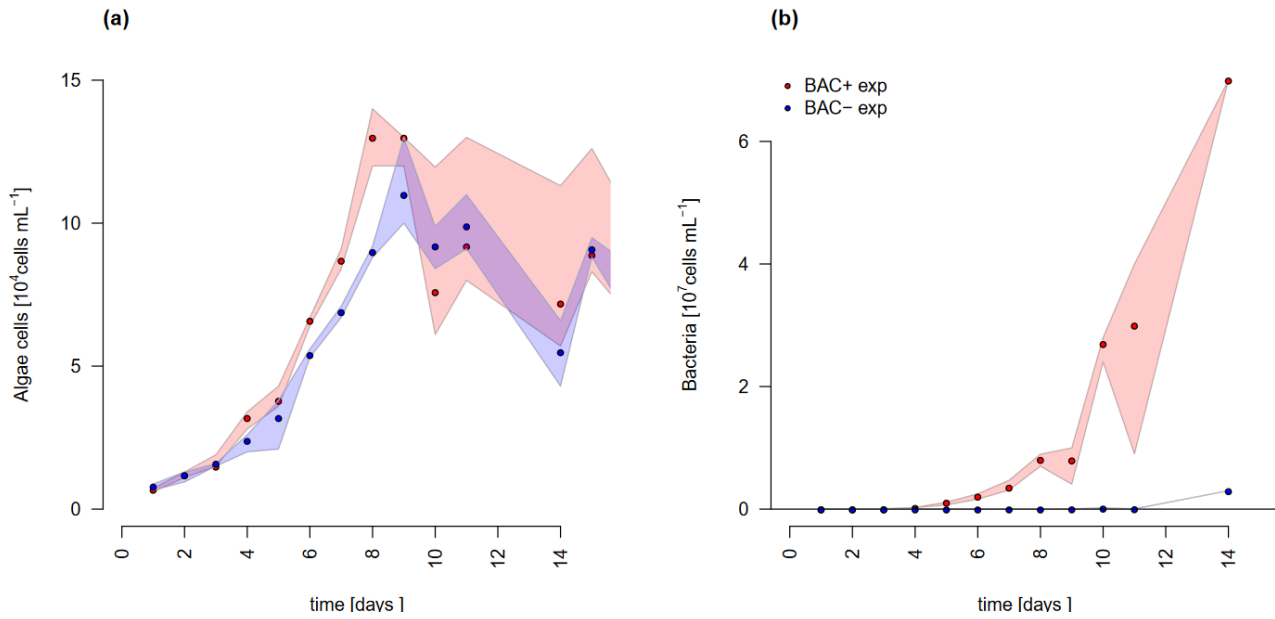 (a)
Algae cells [10⁴cells mL⁻¹]
15
10
5
0
0 2 4 6 8 10 12 14
time [days ]
(b)
BAC+ exp
BAC− exp
Bacteria [10⁷cells mL⁻¹]
6
4
2
0
0 2 4 6 8 10 12 14
time [days ]